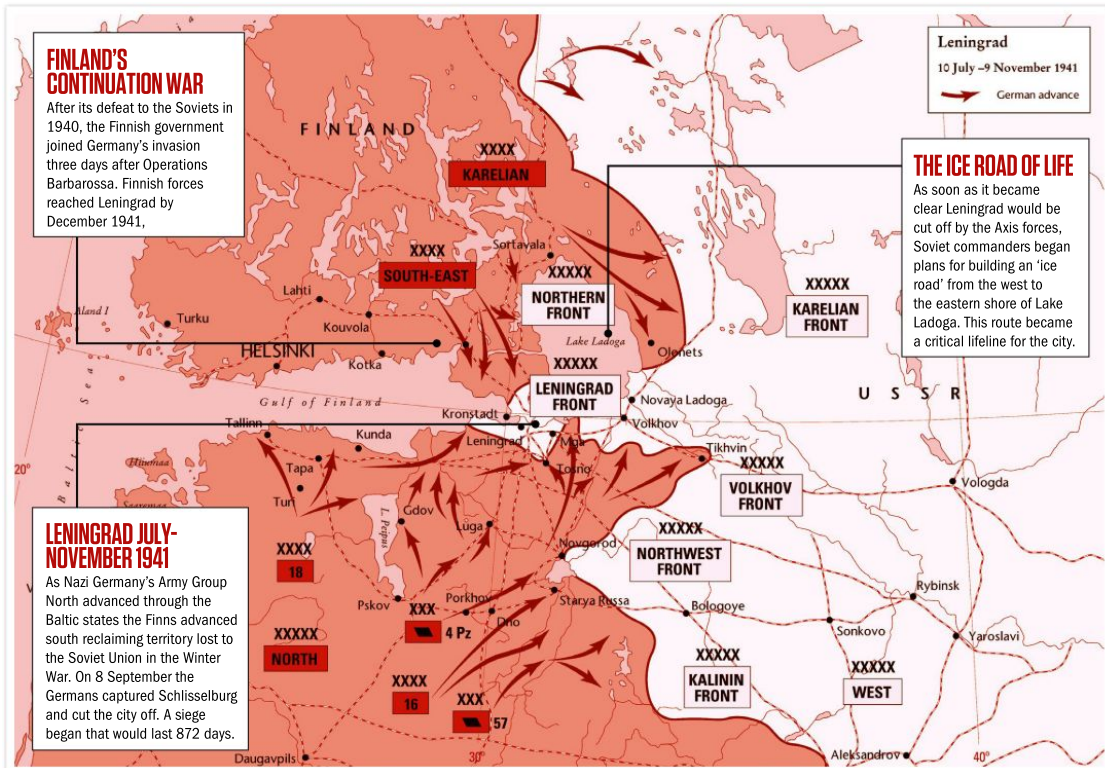 FINLAND'S
CONTINUATION WAR
After its defeat to the Soviets in
1940, the Finnish government
joined Germany's invasion
three days after Operations
Barbarossa. Finnish forces
reached Leningrad by
December 1941,
Leningrad
10 July –9 November 1941
German advance
THE ICE ROAD OF LIFE
As soon as it became
clear Leningrad would be
cut off by the Axis forces,
Soviet commanders began
plans for building an 'ice
road' from the west to
the eastern shore of Lake
Ladoga. This route became
a critical lifeline for the city.
FINLAND
XXXX
KARELIAN
XXXX
SOUTH-EAST
Sortavala
XXXXX
NORTHERN
FRONT
XXXXX
KARELIAN
FRONT
Lahti
Aland I
Turku
Kouvola
HELSINKI
Kotka
Lake Ladoga
Olonets
XXXXX
LENINGRAD
FRONT
USSR
Baltic Sea
Gulf of Finland
Kronstadt
Novaya Ladoga
Volkhov
Tallinn
Kunda
Leningrad
Mga
Tikhvin
20°
Hiiumaa
Saaremaa
Tapa
Turi
Tosno
XXXXX
VOLKHOV
FRONT
Vologda
L. Peipus
Gdov
Luga
Novgorod
XXXXX
NORTHWEST
FRONT
LENINGRAD JULY-
NOVEMBER 1941
As Nazi Germany's Army Group
North advanced through the
Baltic states the Finns advanced
south reclaiming territory lost to
the Soviet Union in the Winter
War. On 8 September the
Germans captured Schlisselburg
and cut the city off. A siege
began that would last 872 days.
XXXX
18
Pskov
Porkhov
Dno
Starya Russa
Bologoye
Rybinsk
Sonkovo
Yaroslavi
XXX
4 Pz
XXXXX
NORTH
XXXX
16
XXX
57
XXXXX
KALININ
FRONT
XXXXX
WEST
Daugavpils
30°
Aleksandrov
40°